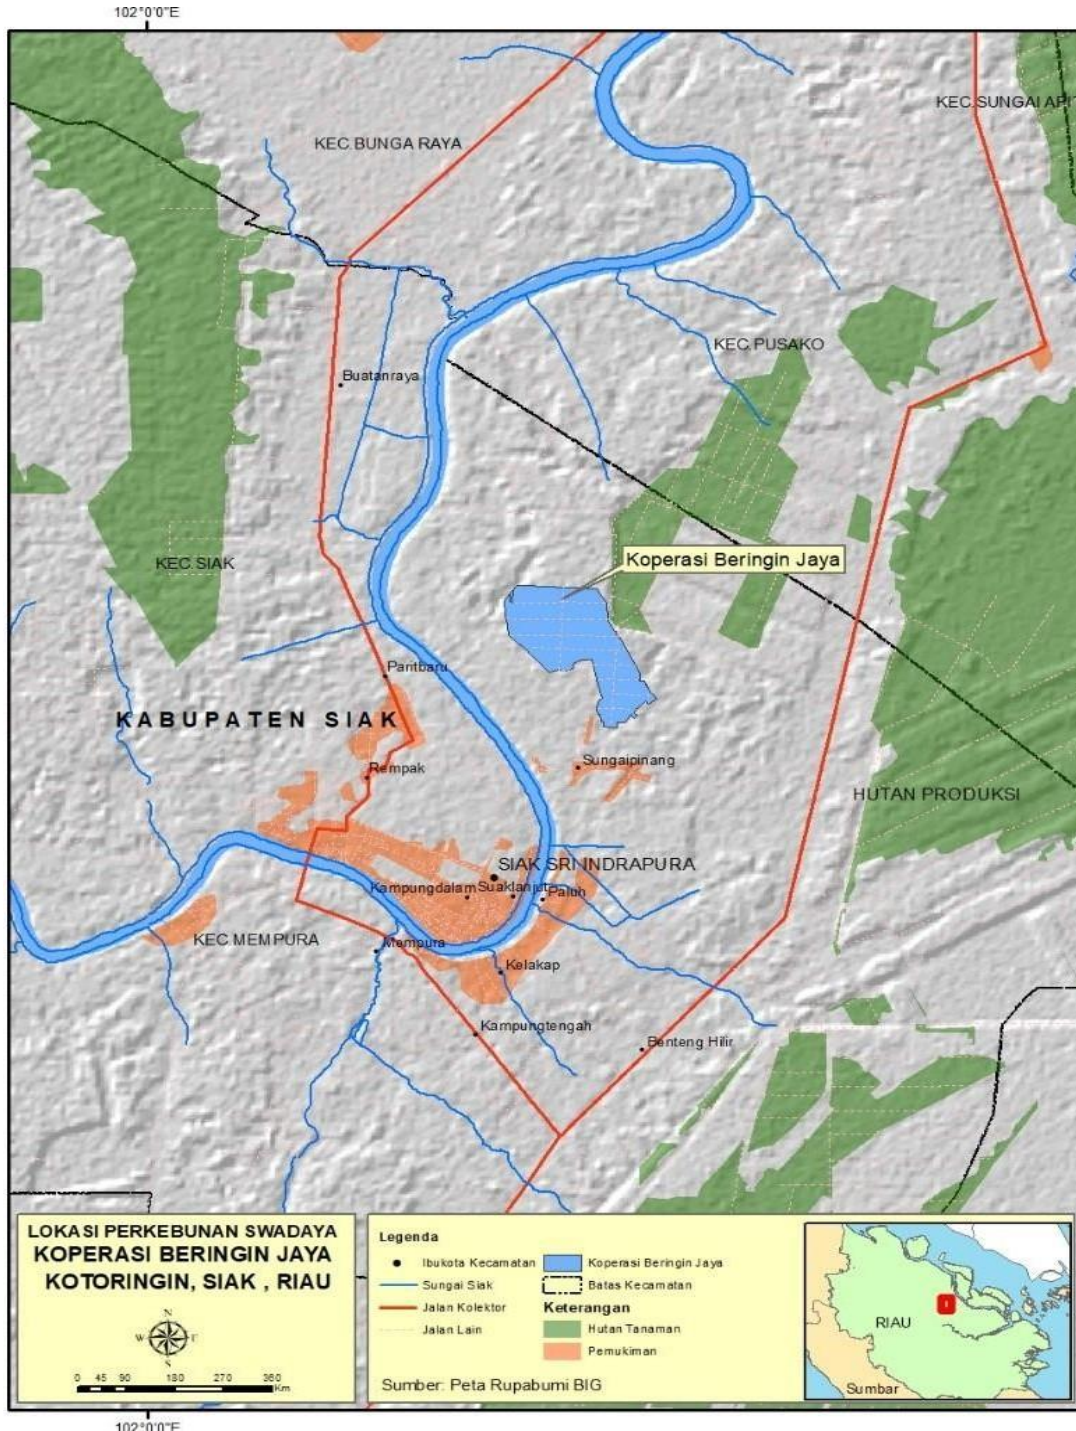 102°0'0"E
KEC.BUNGA RAYA
KEC.SUNGAI API
KEC.PUSAKO
Buatanraya
KEC.SIAK
Koperasi Beringin Jaya
Paritbaru
KABUPATEN SIAK
Rempak
Sungaipinang
HUTAN PRODUKSI
SIAK SRI INDRAPURA
Kampungdalam
Suaklanjut
Paluh
KEC.MEMPURA
Mempura
Kelakap
Kampungtengah
Benteng Hilir
LOKASI PERKEBUNAN SWADAYA
KOPERASI BERINGIN JAYA
KOTORINGIN, SIAK , RIAU
N
W E
S
0 45 90 180 270 360
Km
Legenda
Ibukota Kecamatan
Sungai Siak
Jalan Kolektor
Jalan Lain
Koperasi Beringin Jaya
Batas Kecamatan
Keterangan
Hutan Tanaman
Pemukiman
Sumber: Peta Rupabumi BIG
RIAU
Sumbar
102°0'0"E